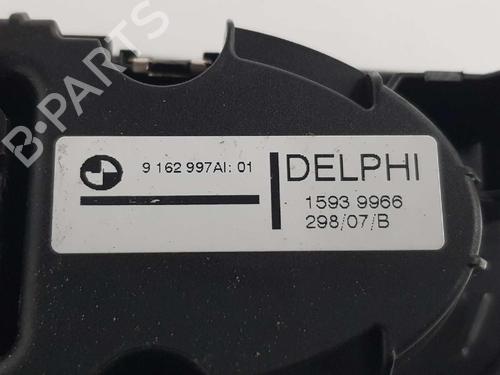 9 162 997AI: 01
DELPHI
1593 9966
298/07/B
B-PARTS